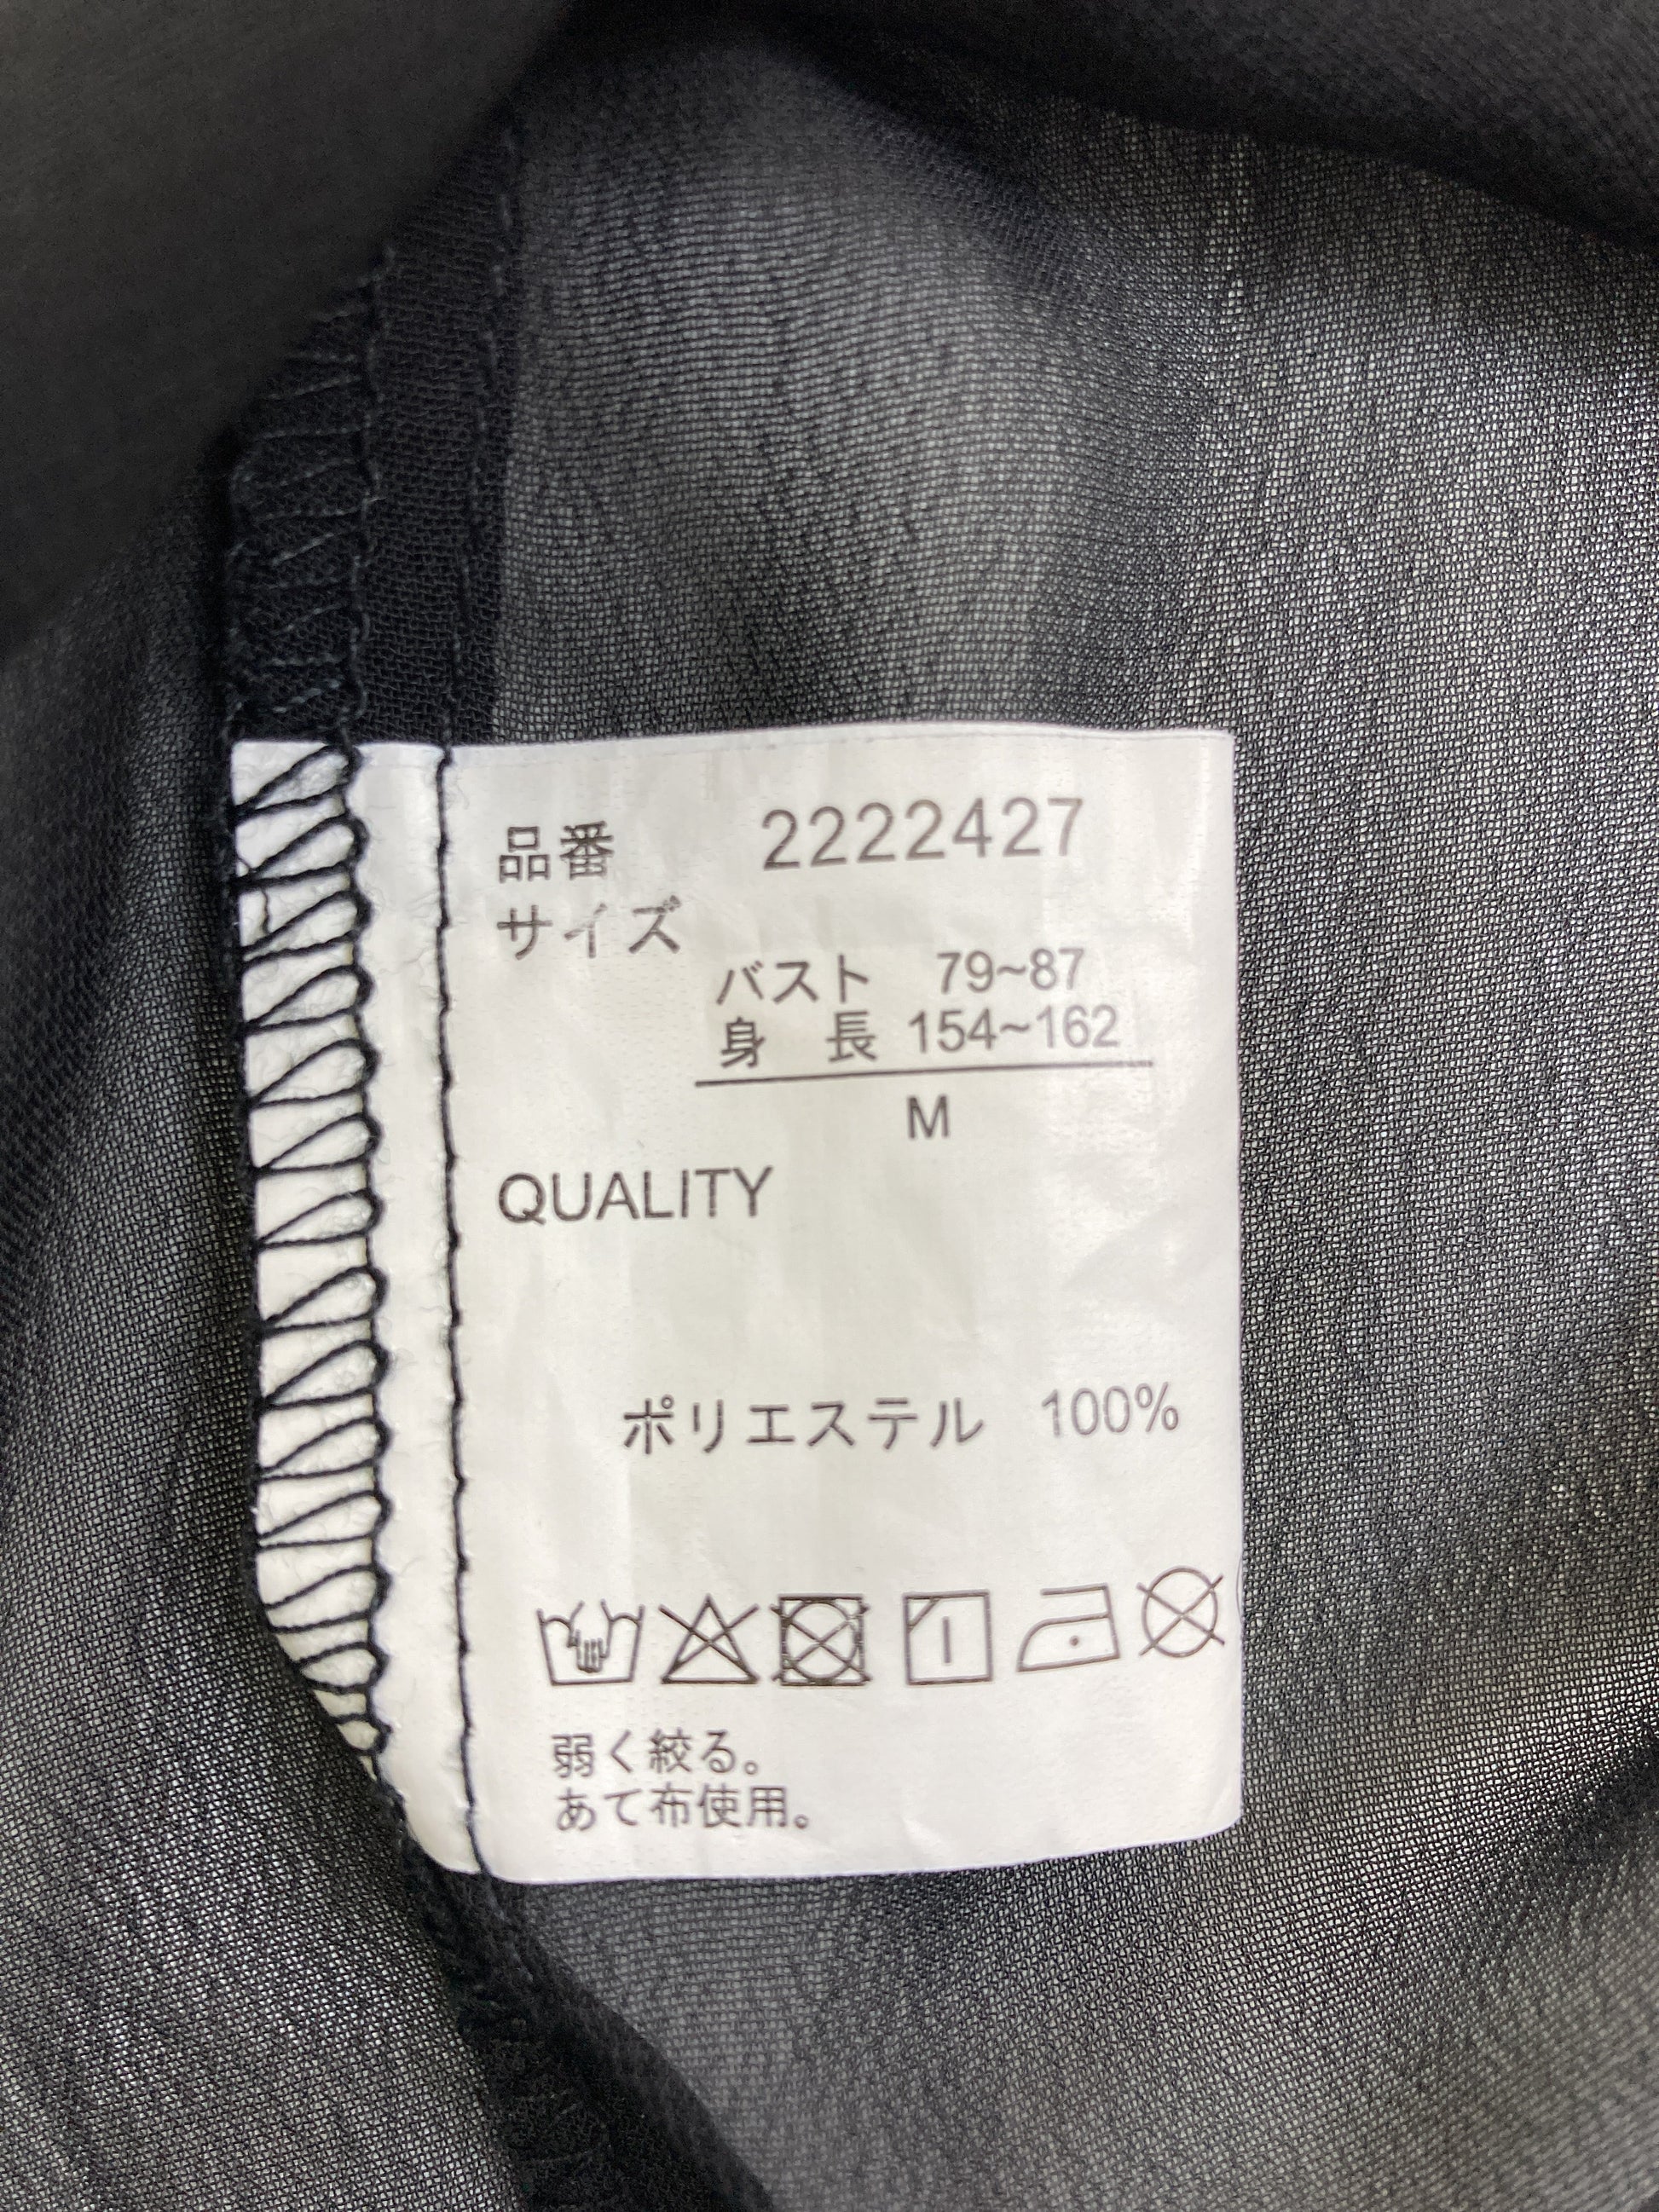 品番 2222427
サイズ
バスト 79~87
身 長 154~162
M
QUALITY
ポリエステル 100%
弱く絞る。
あて布使用。